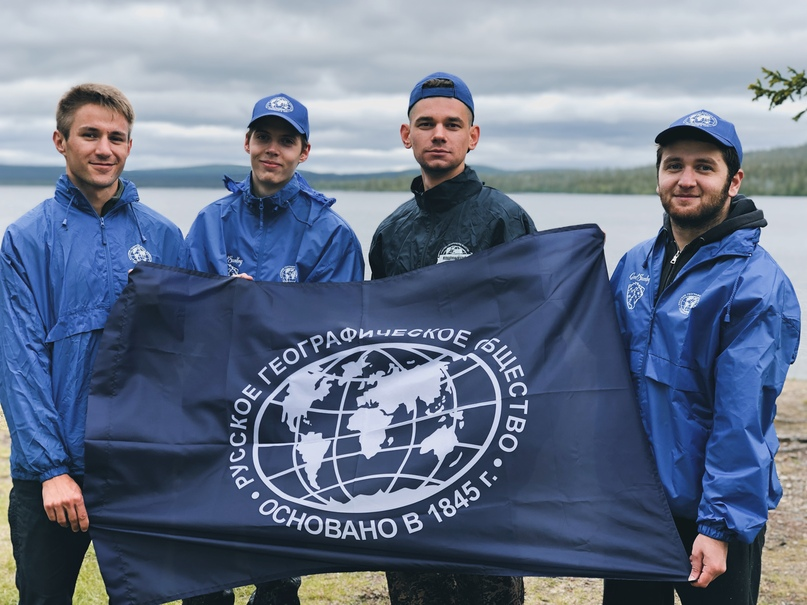 РУССКОЕ ГЕОГРАФИЧЕСКОЕ ОБЩЕСТВО
• ОСНОВАНО В 1845 г. •